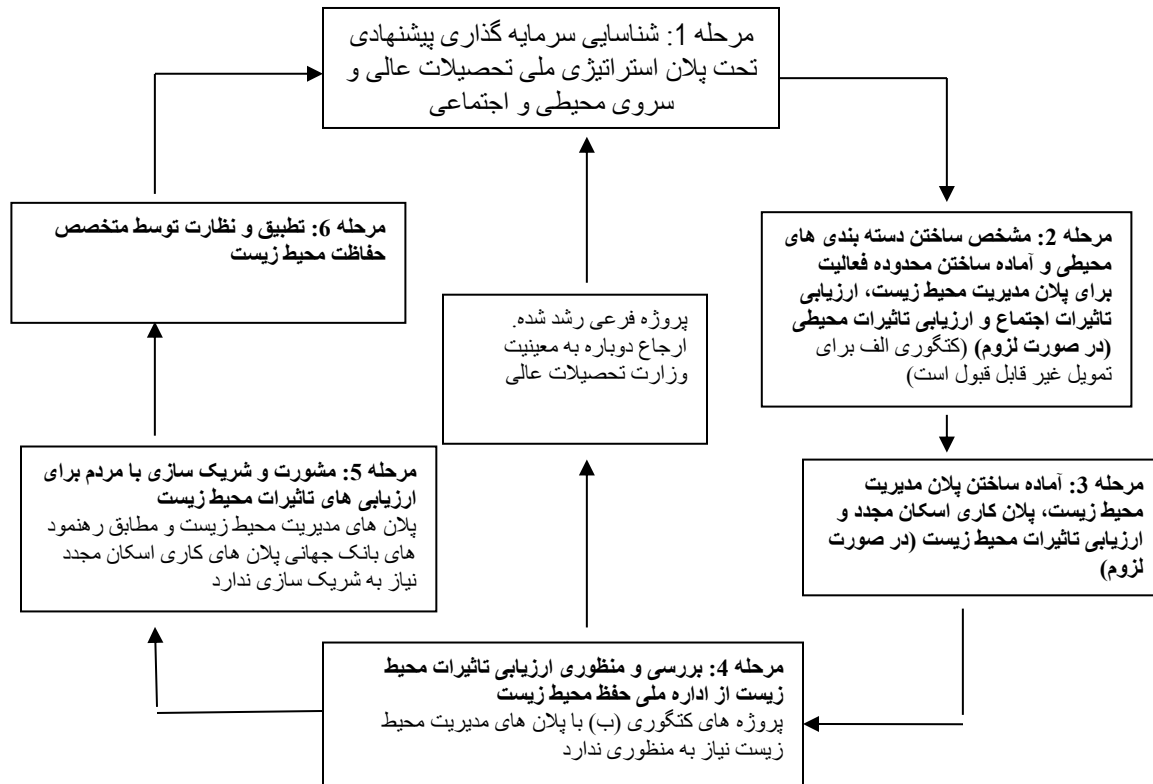 مرحله 1: شناسایی سرمایه گذاری پیشنهادی
تحت پلان استراتیژی ملی تحصیلات عالی و
سروی محیطی و اجتماعی
مرحله 2: مشخص ساختن دسته بندی های
محیطی و آماده ساختن محدوده فعالیت
برای پلان مدیریت محیط زیست، ارزیابی
تاثیرات اجتماع و ارزیابی تاثیرات محیطی
(در صورت لزوم) (کتگوری الف برای
تمویل غیر قابل قبول است)
مرحله 3: آماده ساختن پلان مدیریت
محیط زیست، پلان کاری اسکان مجدد و
ارزیابی تاثیرات محیط زیست (در صورت
لزوم)
مرحله 4: بررسی و منظوری ارزیابی تاثیرات محیط
زیست از اداره ملی حفظ محیط زیست
پروژه های کتگوری (ب) با پلان های مدیریت محیط
زیست نیاز به منظوری ندارد
مرحله 5: مشورت و شریک سازی با مردم برای
ارزیابی های تاثیرات محیط زیست
پلان های مدیریت محیط زیست و مطابق رهنمود
های بانک جهانی پلان های کاری اسکان مجدد
نیاز به شریک سازی ندارد
مرحله 6: تطبیق و نظارت توسط متخصص
حفاظت محیط زیست
پروژه فرعی رشد شده.
ارجاع دوباره به معینیت
وزارت تحصیلات عالی